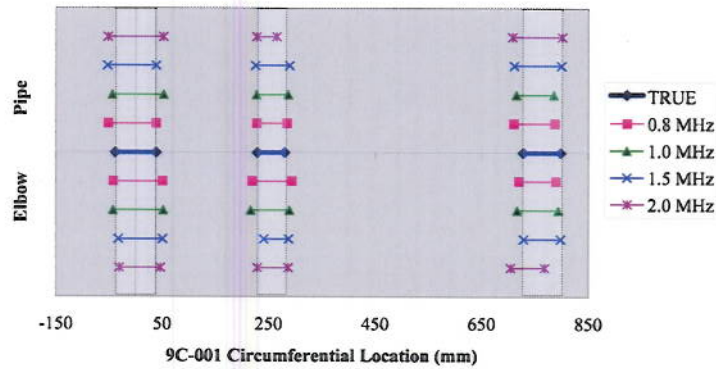 Pipe
Elbow
TRUE
0.8 MHz
1.0 MHz
1.5 MHz
2.0 MHz
-150 50 250 450 650 850
9C-001 Circumferential Location (mm)